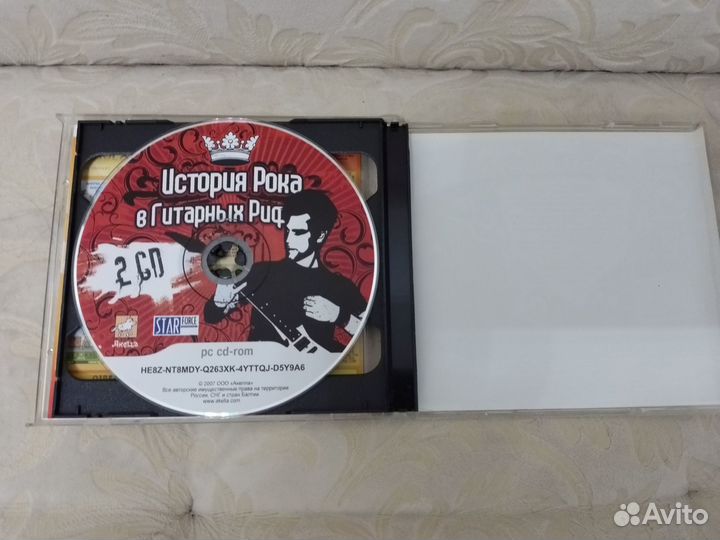 История Рока
в Гитарных Риф
2 CD
Акелла
STAR FORCE
pc cd-rom
HE8Z-NT8MDY-Q263XK-4YTTQJ-D5Y9A6
© 2007 ООО «Акелла»
Все авторские имущественные права на территории
России, СНГ и стран Балтии
www.akella.com
Avito